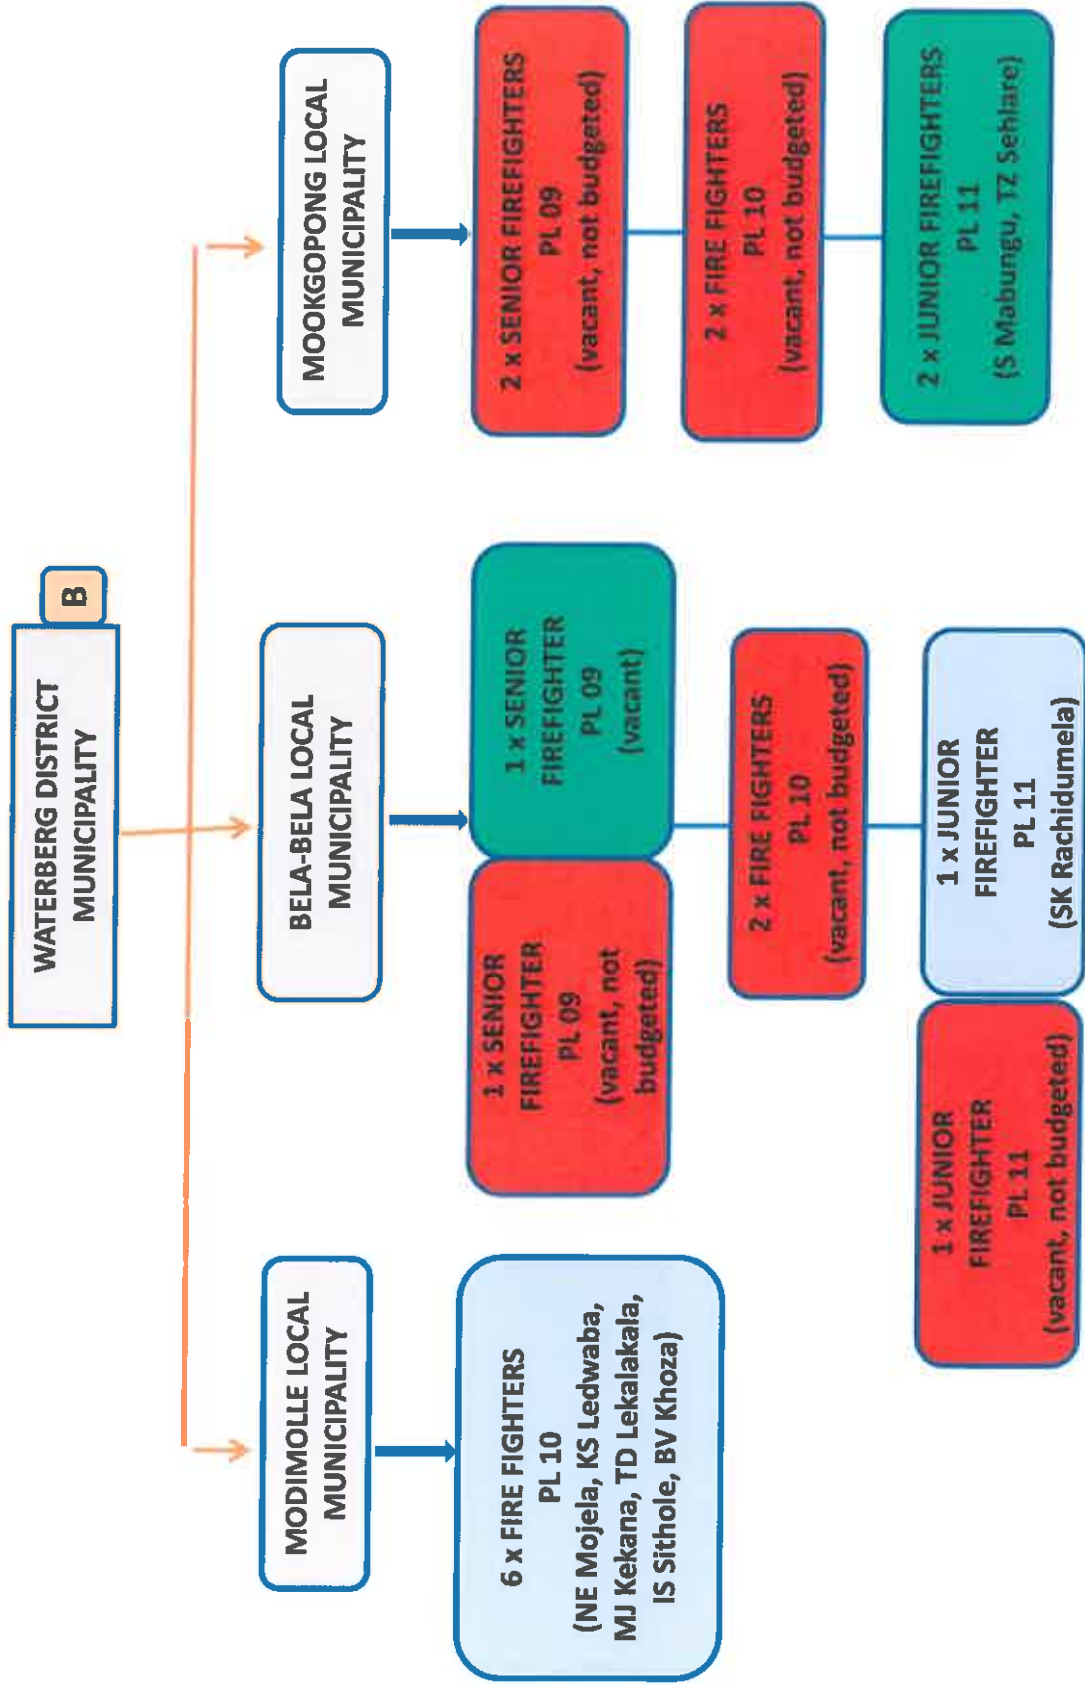 WATERBERG DISTRICT
MUNICIPALITY
B
MODIMOLLE LOCAL
MUNICIPALITY
6 x FIRE FIGHTERS
PL 10
(NE Mojela, KS Ledwaba,
MJ Kekana, TD Lekalakala,
IS Sithole, BV Khoza)
BELA-BELA LOCAL
MUNICIPALITY
1 x SENIOR
FIREFIGHTER
PL 09
(vacant, not
budgeted)
1 x SENIOR
FIREFIGHTER
PL 09
(vacant)
2 x FIRE FIGHTERS
PL 10
(vacant, not budgeted)
1 x JUNIOR
FIREFIGHTER
PL 11
(vacant, not budgeted)
1 x JUNIOR
FIREFIGHTER
PL 11
(SK Rachidumela)
MOOKGOPONG LOCAL
MUNICIPALITY
2 x SENIOR FIREFIGHTERS
PL 09
(vacant, not budgeted)
2 x FIRE FIGHTERS
PL 10
(vacant, not budgeted)
2 x JUNIOR FIREFIGHTERS
PL 11
(S Mabungu, TZ Sehlare)